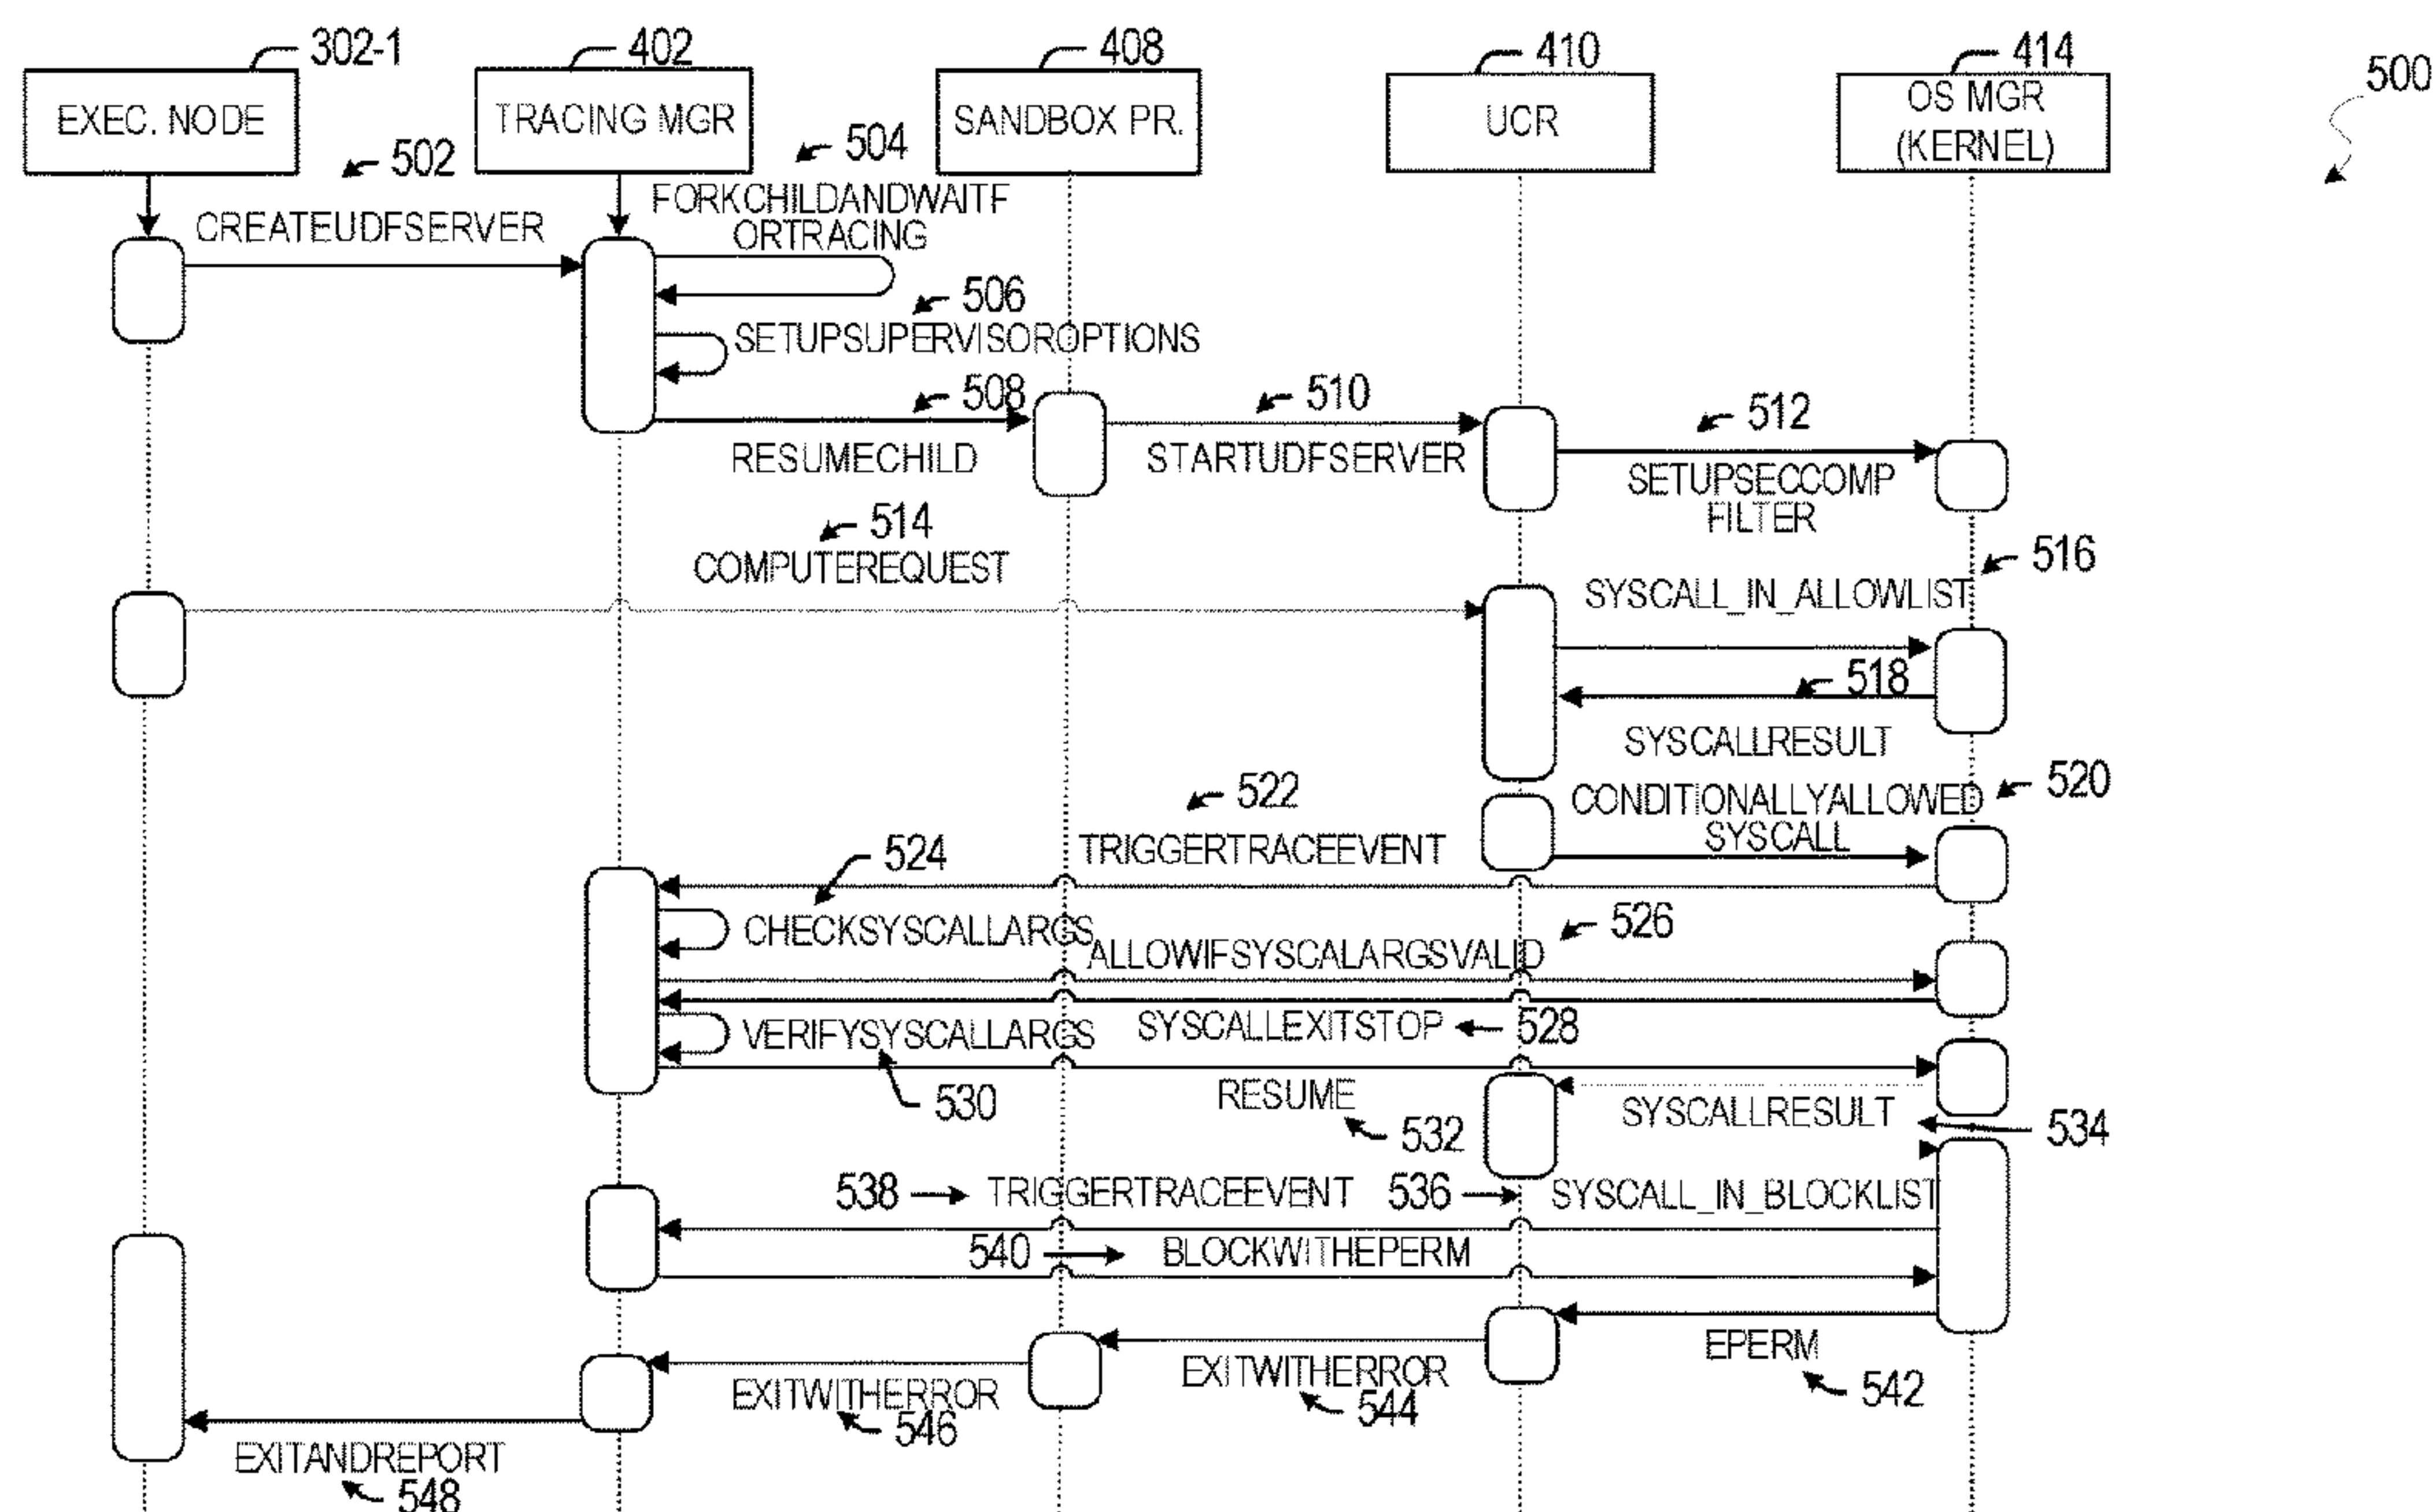 302-1
402
408
410
414
500
EXEC. NODE
TRACING MGR
SANDBOX PR.
UCR
OS MGR
(KERNEL)
502
504
CREATEUDFSERVER
FORKCHILDANDWAITF
ORTRACING
506
SETUPSUPERVISOROPTIONS
508
510
512
RESUMECHILD
STARTUDFSERVER
SETUPSECCOMP
FILTER
514
COMPUTEREQUEST
516
SYSCALL_IN_ALLOWLIST
518
SYSCALLRESULT
520
522
CONDITIONALLYALLOWED
SYSCALL
TRIGGERTRACEEVENT
524
CHECKSYSCALLARGS
526
ALLOWIFSYSCALARGSVALID
VERIFYSYSCALLARGS
SYSCALLEXITSTOP
528
530
RESUME
532
SYSCALLRESULT
534
538
TRIGGERTRACEEVENT
536
SYSCALL_IN_BLOCKLIST
540
BLOCKWITHEPERM
EPERM
542
EXITWITHERROR
544
EXITWITHERROR
546
EXITANDREPORT
548